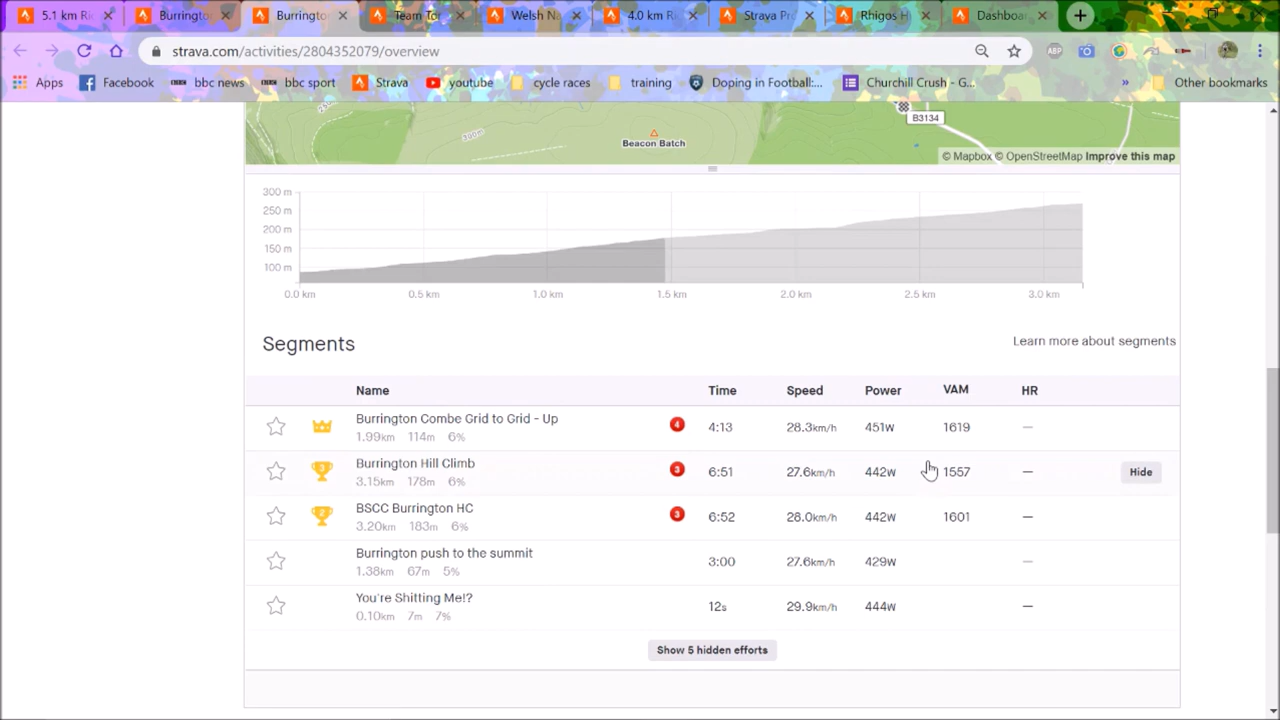 5.1 km Ri
Burringto
Burringto
Team Tor
Welsh Na
4.0 km Ri
Strava Pr
Rhigos H
Dashboa
strava.com/activities/2804352079/overview
ABP
Apps
Facebook
bbc news
bbc sport
Strava
youtube
cycle races
training
Doping in Football:...
Churchill Crush - G...
»
Other bookmarks
B3134
300m
Beacon Batch
© Mapbox © OpenStreetMap Improve this map
300 m
250 m
200 m
150 m
100 m
0.0 km 0.5 km 1.0 km 1.5 km 2.0 km 2.5 km 3.0 km
Segments
Learn more about segments
Name Time Speed Power VAM HR
Burrington Combe Grid to Grid - Up 4 4:13 28.3km/h 451W 1619 —
1.99km 114m 6%
3 Burrington Hill Climb 3 6:51 27.6km/h 442W 1557 — Hide
3.15km 178m 6%
2 BSCC Burrington HC 3 6:52 28.0km/h 442W 1601 —
3.20km 183m 6%
Burrington push to the summit 3:00 27.6km/h 429W —
1.38km 67m 5%
You're Shitting Me!? 12s 29.9km/h 444W —
0.10km 7m 7%
Show 5 hidden efforts